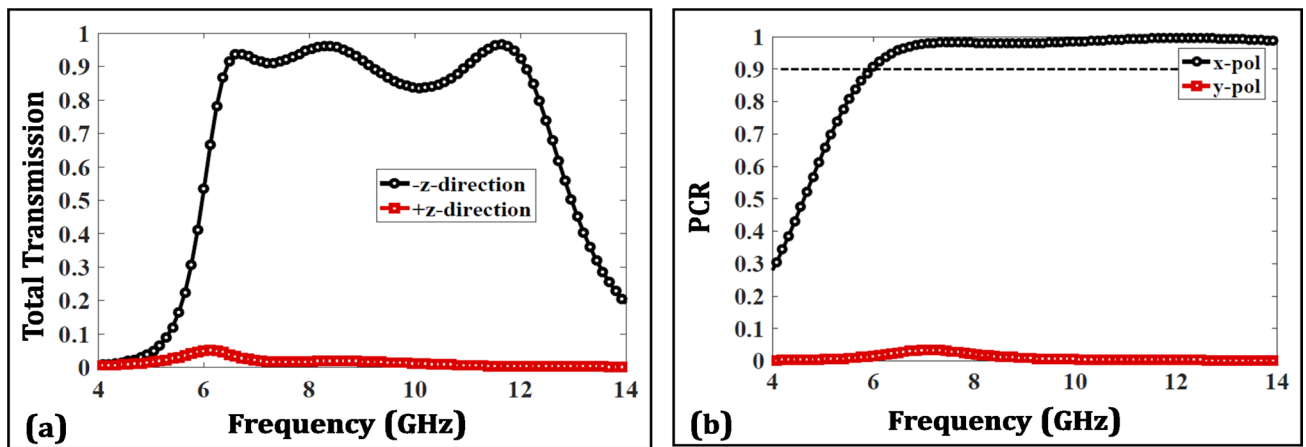 Total Transmission
1
0.9
0.8
0.7
0.6
0.5
0.4
0.3
0.2
0.1
0
4 6 8 10 12 14
-z-direction
+z-direction
Frequency (GHz)
(a)
PCR
1
0.9
0.8
0.7
0.6
0.5
0.4
0.3
0.2
0.1
0
4 6 8 10 12 14
x-pol
y-pol
Frequency (GHz)
(b)